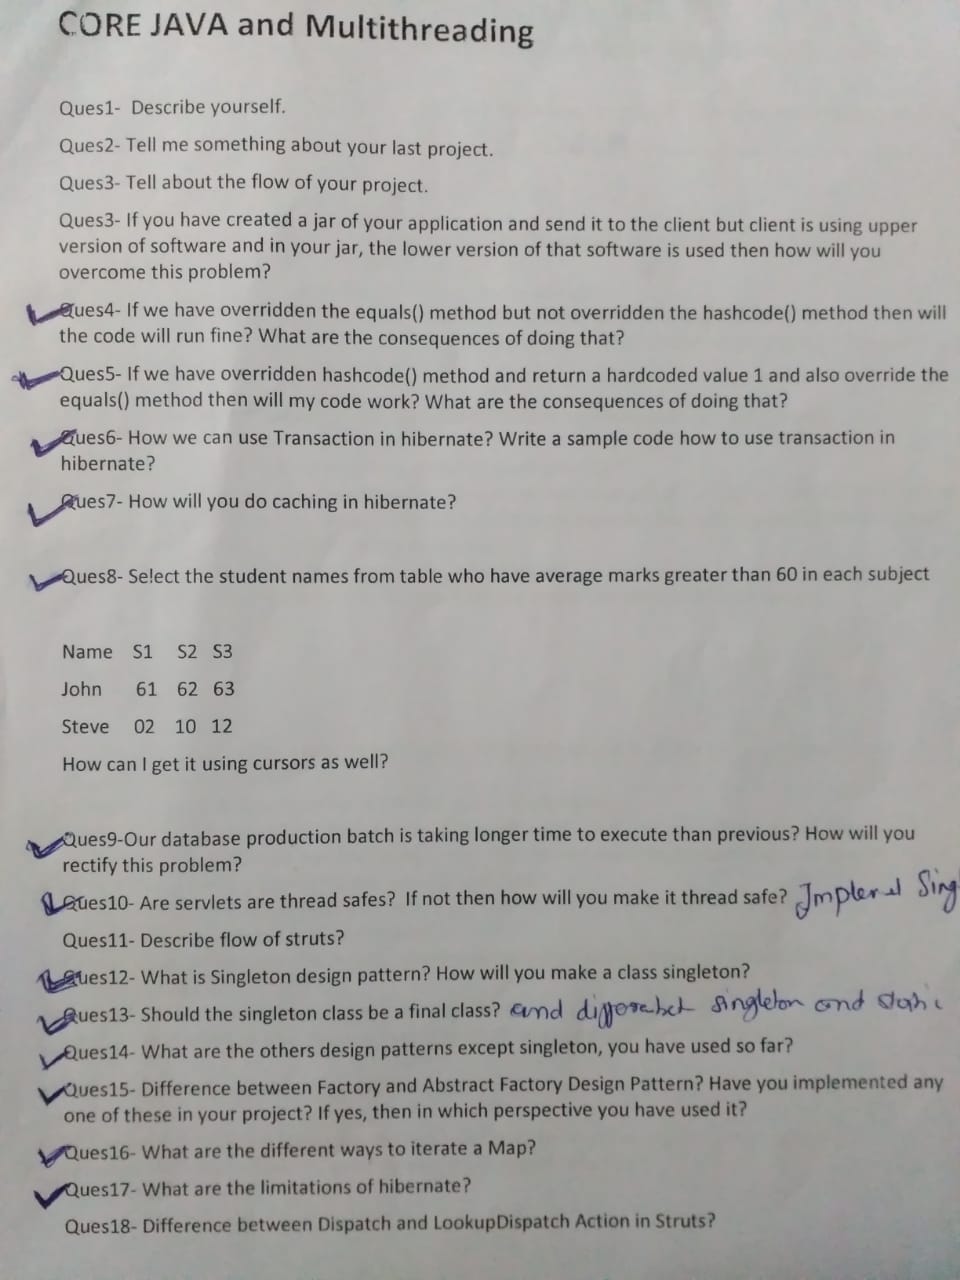 CORE JAVA and Multithreading
Ques1- Describe yourself.
Ques2- Tell me something about your last project.
Ques3- Tell about the flow of your project.
Ques3- If you have created a jar of your application and send it to the client but client is using upper
version of software and in your jar, the lower version of that software is used then how will you
overcome this problem?
Ques4- If we have overridden the equals() method but not overridden the hashcode() method then will
the code will run fine? What are the consequences of doing that?
Ques5- If we have overridden hashcode() method and return a hardcoded value 1 and also override the
equals() method then will my code work? What are the consequences of doing that?
Ques6- How we can use Transaction in hibernate? Write a sample code how to use transaction in
hibernate?
Ques7- How will you do caching in hibernate?
Ques8- Select the student names from table who have average marks greater than 60 in each subject
Name S1 S2 S3
John 61 62 63
Steve 02 10 12
How can I get it using cursors as well?
Ques9-Our database production batch is taking longer time to execute than previous? How will you
rectify this problem?
Ques10- Are servlets are thread safes? If not then how will you make it thread safe? Sing
Ques11- Describe flow of struts?
Ques12- What is Singleton design pattern? How will you make a class singleton?
Ques13- Should the singleton class be a final class? and singleton and
Ques14- What are the others design patterns except singleton, you have used so far?
Ques15- Difference between Factory and Abstract Factory Design Pattern? Have you implemented any
one of these in your project? If yes, then in which perspective you have used it?
Ques16- What are the different ways to iterate a Map?
Ques17- What are the limitations of hibernate?
Ques18- Difference between Dispatch and LookupDispatch Action in Struts?